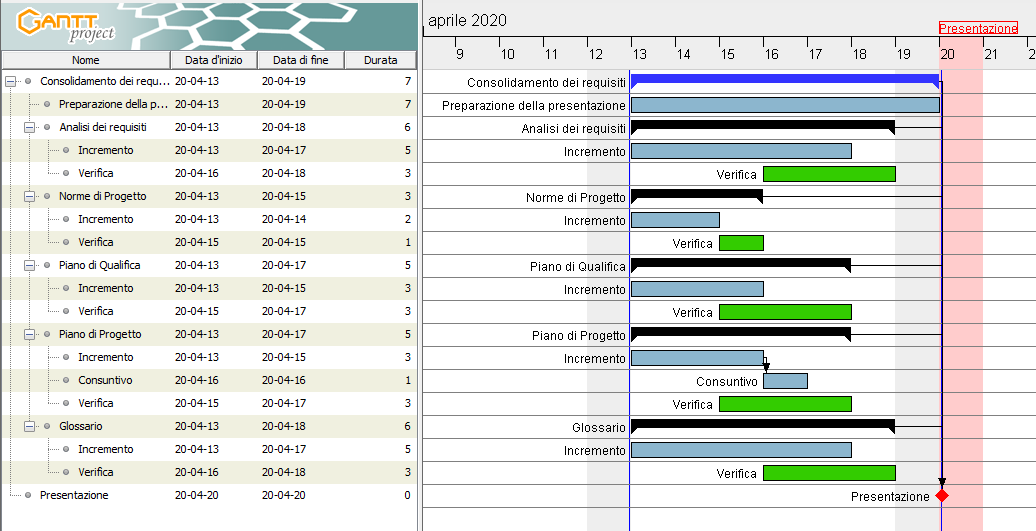 GANTT
project
Nome Data d'inizio Data di fine Durata
Consolidamento dei requ... 20-04-13 20-04-19 7
Preparazione della p... 20-04-13 20-04-19 7
Analisi dei requisiti 20-04-13 20-04-18 6
Incremento 20-04-13 20-04-17 5
Verifica 20-04-16 20-04-18 3
Norme di Progetto 20-04-13 20-04-15 3
Incremento 20-04-13 20-04-14 2
Verifica 20-04-15 20-04-15 1
Piano di Qualifica 20-04-13 20-04-17 5
Incremento 20-04-13 20-04-15 3
Verifica 20-04-15 20-04-17 3
Piano di Progetto 20-04-13 20-04-17 5
Incremento 20-04-13 20-04-15 3
Consuntivo 20-04-16 20-04-16 1
Verifica 20-04-15 20-04-17 3
Glossario 20-04-13 20-04-18 6
Incremento 20-04-13 20-04-17 5
Verifica 20-04-16 20-04-18 3
Presentazione 20-04-20 20-04-20 0
aprile 2020
Presentazione
9 10 11 12 13 14 15 16 17 18 19 20 21 2
Consolidamento dei requisiti
Preparazione della presentazione
Analisi dei requisiti
Incremento
Verifica
Norme di Progetto
Incremento
Verifica
Piano di Qualifica
Incremento
Verifica
Piano di Progetto
Incremento
Consuntivo
Verifica
Glossario
Incremento
Verifica
Presentazione